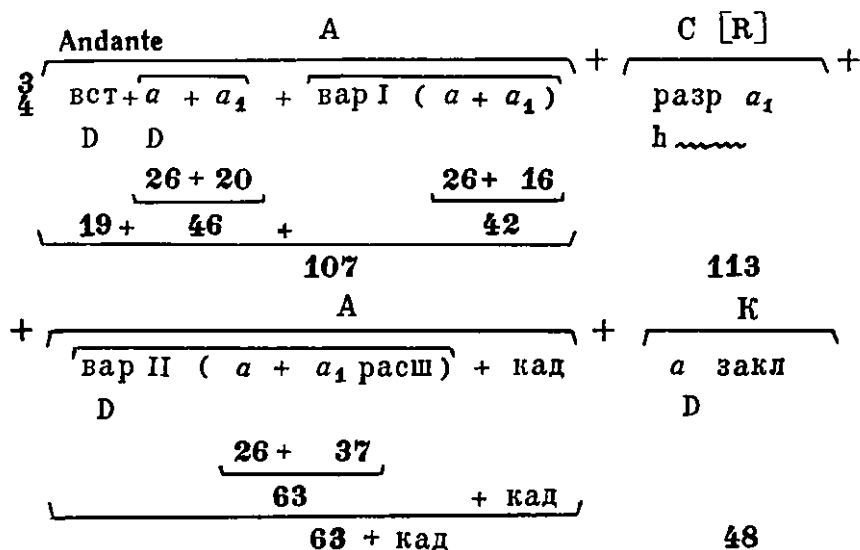 Andante A C [R]
3/4 вст + a + a₁ + вар I ( a + a₁ ) + разр a₁ +
D D h
26 + 20 26 + 16
19 + 46 + 42
107 113
+ A + K
вар II ( a + a₁ расш ) + кад a закл
D D
26 + 37
63 + кад
63 + кад 48